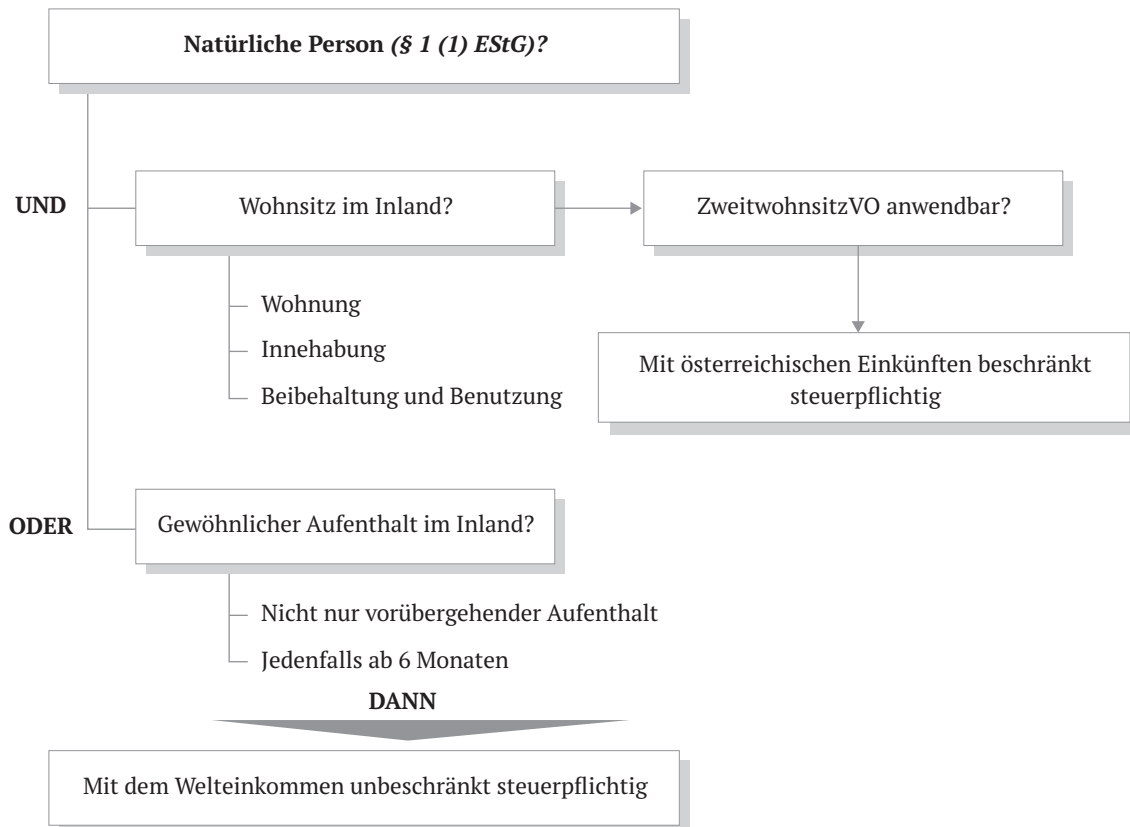 Natürliche Person (§ 1 (1) EStG)?
UND
Wohnsitz im Inland?
ZweitwohnsitzVO anwendbar?
Wohnung
Innehabung
Beibehaltung und Benutzung
Mit österreichischen Einkünften beschränkt
steuerpflichtig
ODER
Gewöhnlicher Aufenthalt im Inland?
Nicht nur vorübergehender Aufenthalt
Jedenfalls ab 6 Monaten
DANN
Mit dem Welteinkommen unbeschränkt steuerpflichtig